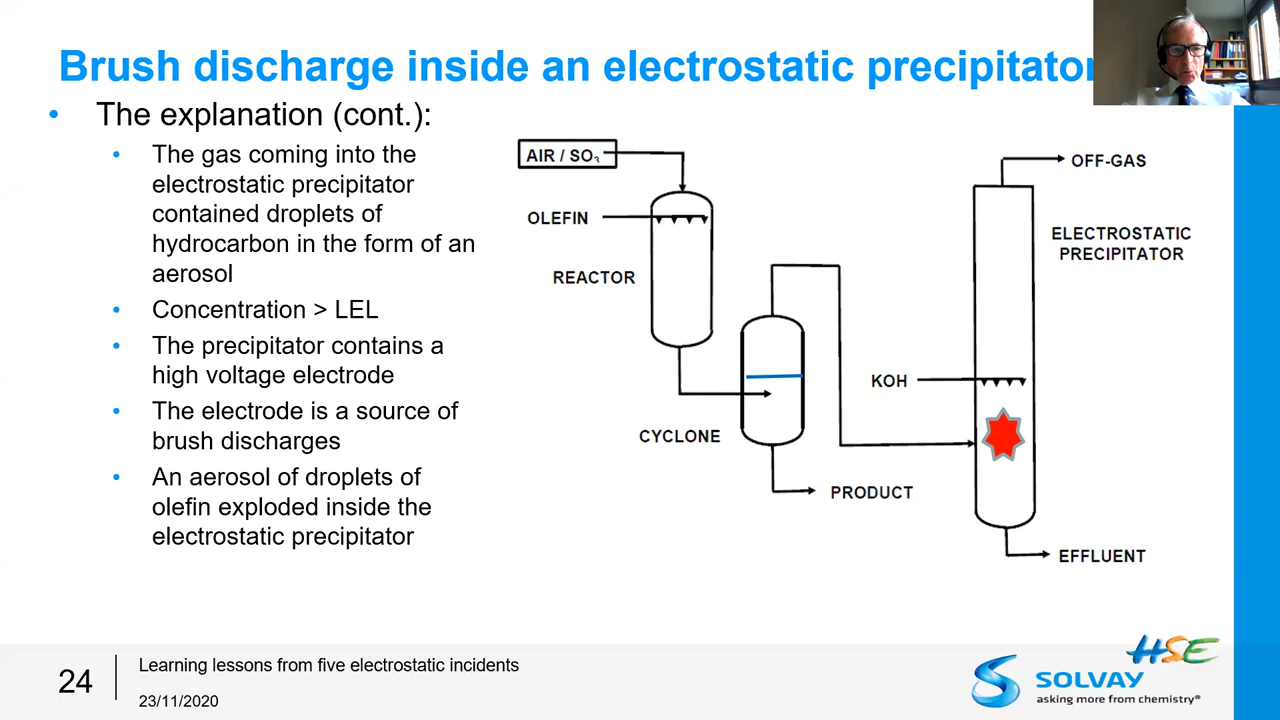 Brush discharge inside an electrostatic precipitator
• The explanation (cont.):
• The gas coming into the
electrostatic precipitator
contained droplets of
hydrocarbon in the form of an
aerosol
• Concentration > LEL
• The precipitator contains a
high voltage electrode
• The electrode is a source of
brush discharges
• An aerosol of droplets of
olefin exploded inside the
electrostatic precipitator
AIR / SO₃
OLEFIN
REACTOR
CYCLONE
PRODUCT
KOH
OFF-GAS
ELECTROSTATIC
PRECIPITATOR
EFFLUENT
24
Learning lessons from five electrostatic incidents
23/11/2020
HSE
SOLVAY
asking more from chemistry®